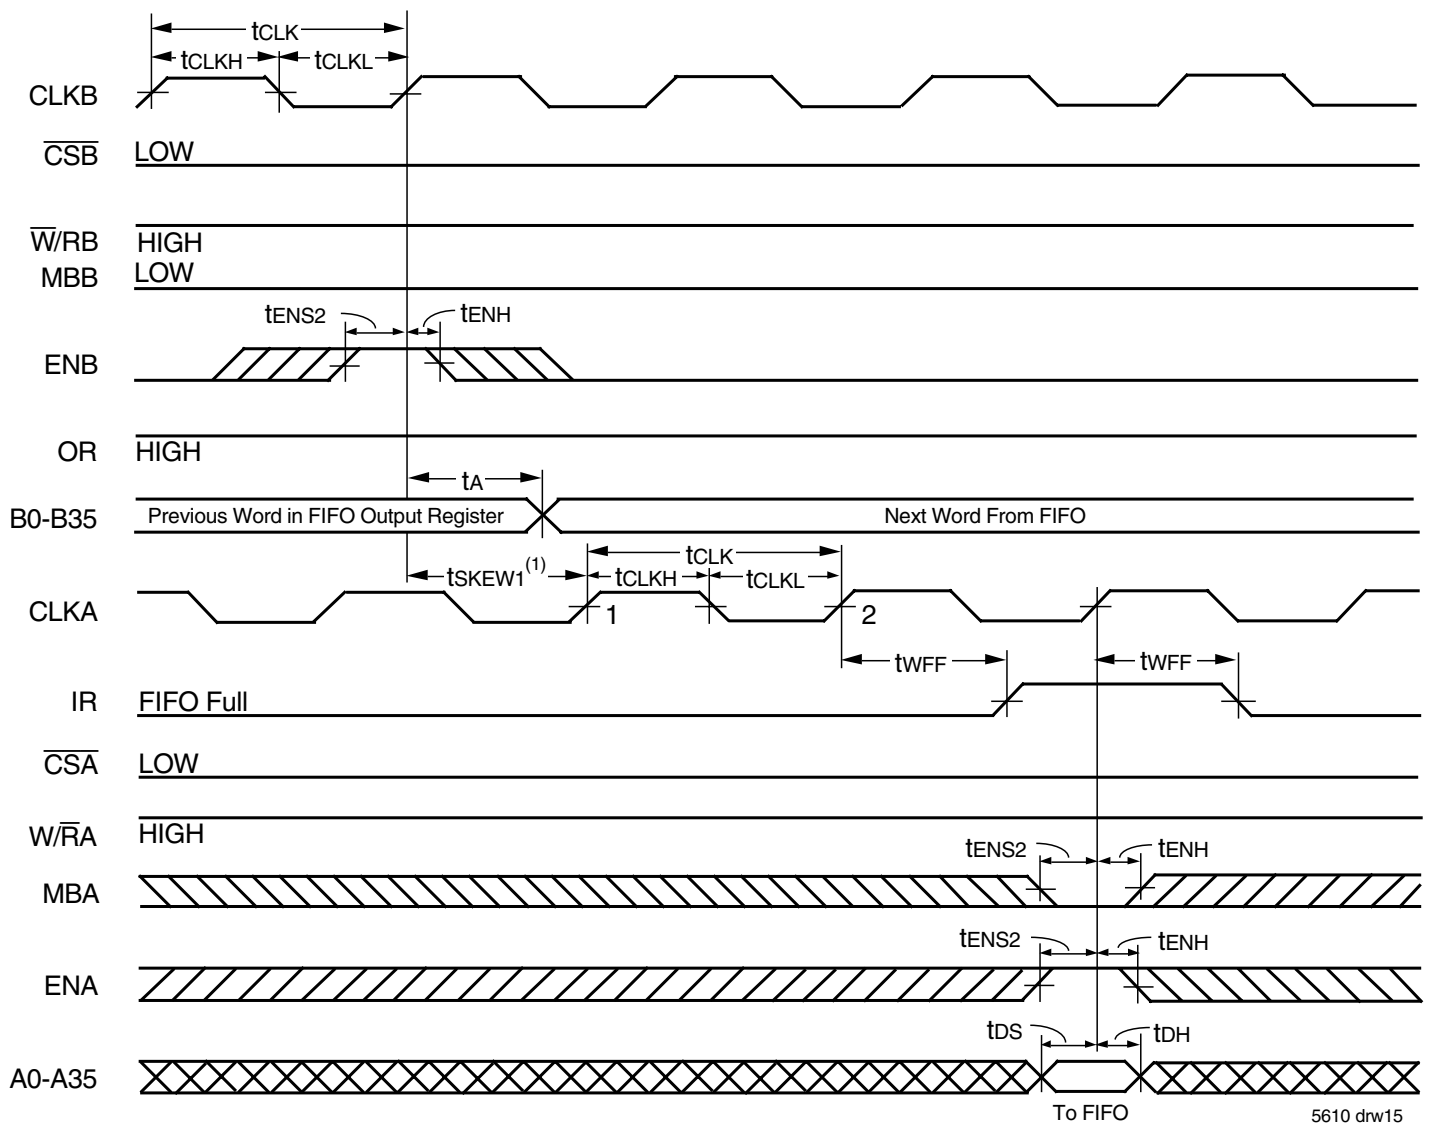 tCLK
tCLKH tCLKL
CLKB
CSB LOW
W/RB HIGH
MBB LOW
tENS2 tENH
ENB
OR HIGH
tA
B0-B35 Previous Word in FIFO Output Register Next Word From FIFO
tCLK
tSKEW1(1) tCLKH tCLKL
CLKA 1 2
tWFF tWFF
IR FIFO Full
CSA LOW
W/RA HIGH
tENS2 tENH
MBA
tENS2 tENH
ENA
tDS tDH
A0-A35
To FIFO
5610 drw15